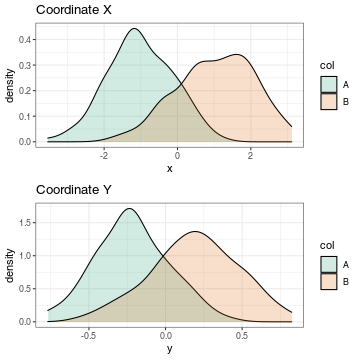 Coordinate X
0.4
0.3
0.2
0.1
0.0
density
-2
0
2
x
col
A
B
Coordinate Y
1.5
1.0
0.5
0.0
density
-0.5
0.0
0.5
y
col
A
B